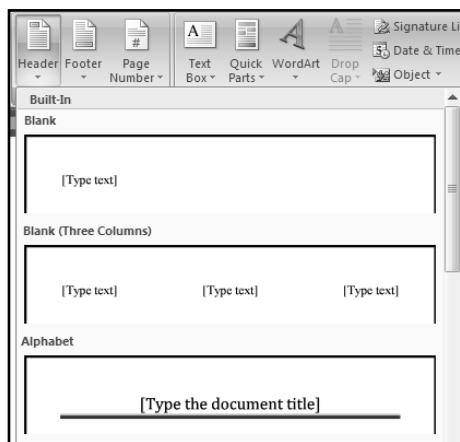 Header Footer Page Number Text Box Quick Parts WordArt Drop Cap Signature Li
Date & Time
Object
Built-In
Blank
[Type text]
Blank (Three Columns)
[Type text] [Type text] [Type text]
Alphabet
[Type the document title]